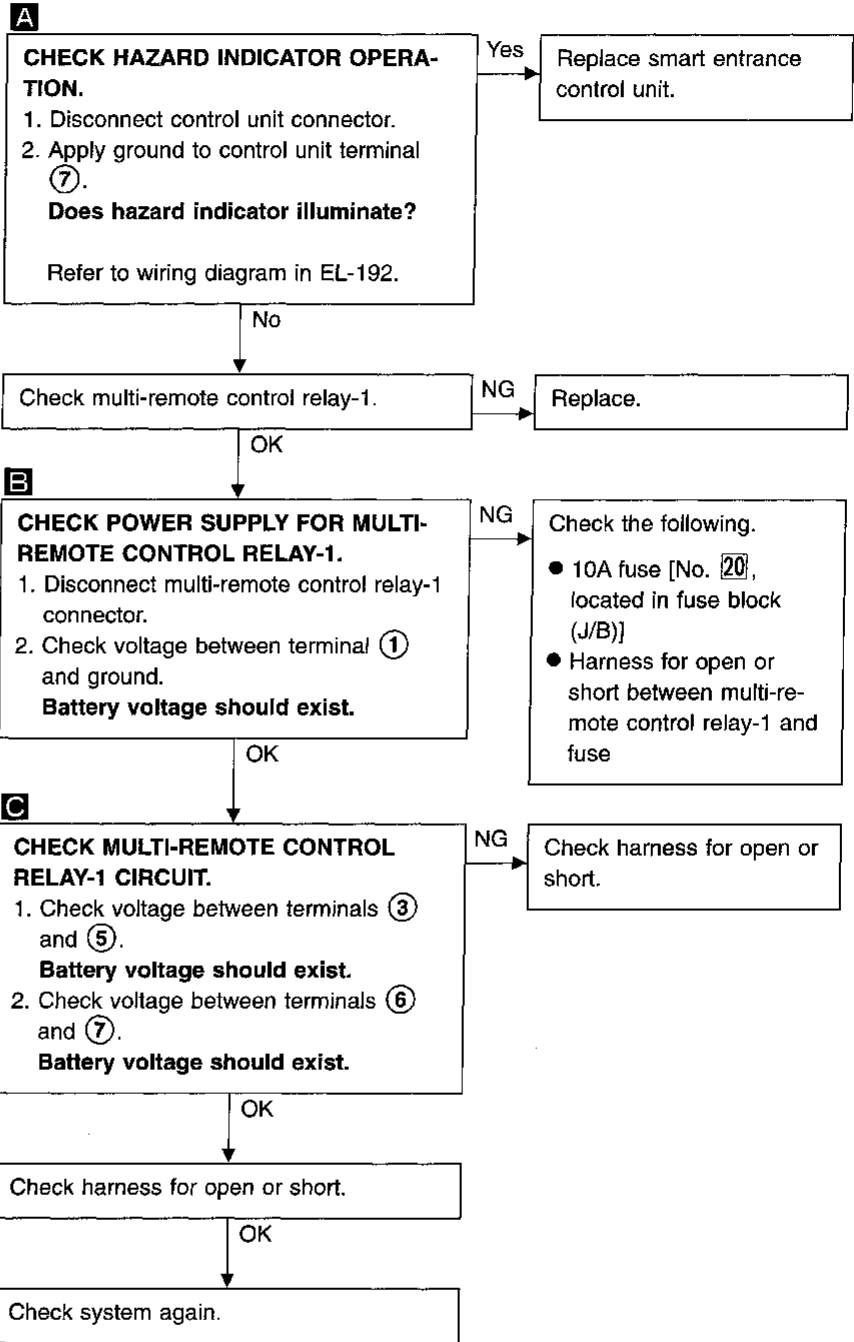 A
CHECK HAZARD INDICATOR OPERA-
TION.
1. Disconnect control unit connector.
2. Apply ground to control unit terminal
⑦.
Does hazard indicator illuminate?
Refer to wiring diagram in EL-192.
Yes
Replace smart entrance
control unit.
No
Check multi-remote control relay-1.
NG
Replace.
OK
B
CHECK POWER SUPPLY FOR MULTI-
REMOTE CONTROL RELAY-1.
1. Disconnect multi-remote control relay-1
connector.
2. Check voltage between terminal ①
and ground.
Battery voltage should exist.
NG
Check the following.
● 10A fuse [No. 20,
located in fuse block
(J/B)]
● Harness for open or
short between multi-re-
mote control relay-1 and
fuse
OK
C
CHECK MULTI-REMOTE CONTROL
RELAY-1 CIRCUIT.
1. Check voltage between terminals ③
and ⑤.
Battery voltage should exist.
2. Check voltage between terminals ⑥
and ⑦.
Battery voltage should exist.
NG
Check harness for open or
short.
OK
Check harness for open or short.
OK
Check system again.